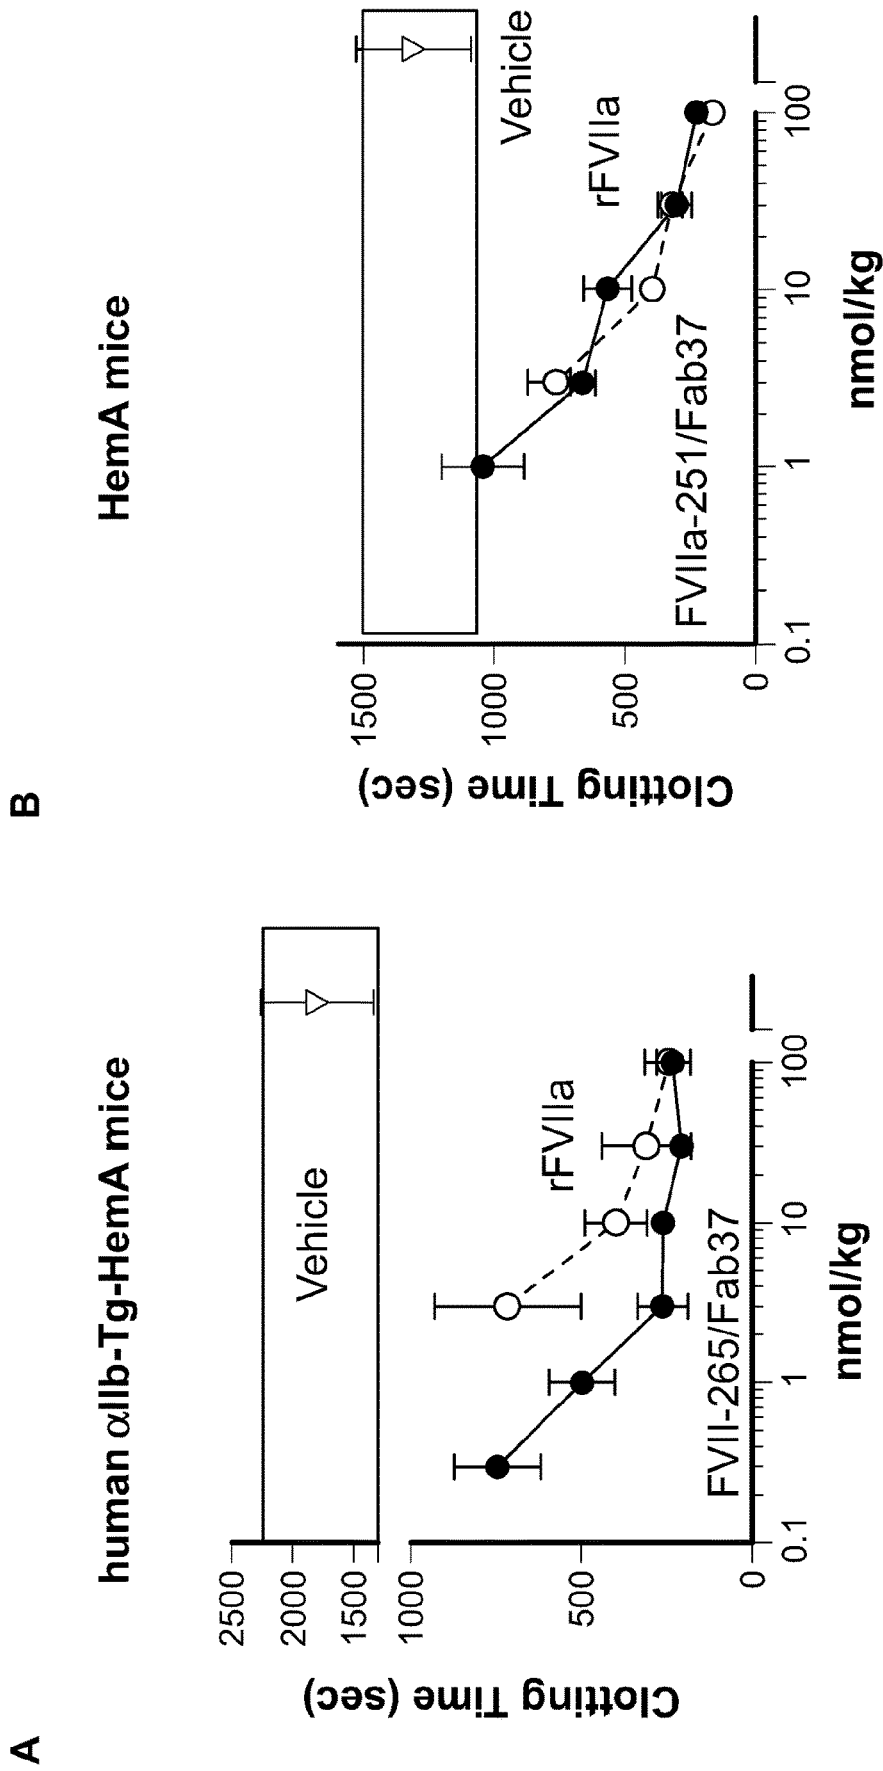 A
human αIIb-Tg-HemA mice
Clotting Time (sec)
2500
2000
1500
1000
500
0
Vehicle
rFVIIa
FVII-265/Fab37
0.1
1
10
100
nmol/kg
B
HemA mice
Clotting Time (sec)
1500
1000
500
0
Vehicle
rFVIIa
FVIIa-251/Fab37
0.1
1
10
100
nmol/kg